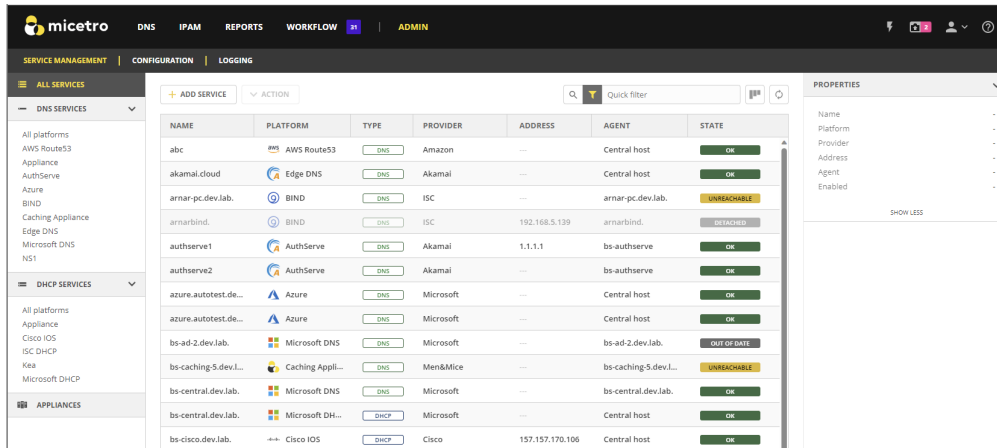 micetro DNS IPAM REPORTS WORKFLOW 31 ADMIN 2
SERVICE MANAGEMENT CONFIGURATION LOGGING
ALL SERVICES
DNS SERVICES
All platforms
AWS Route53
Appliance
AuthServe
Azure
BIND
Caching Appliance
Edge DNS
Microsoft DNS
NS1
DHCP SERVICES
All platforms
Appliance
Cisco IOS
ISC DHCP
Kea
Microsoft DHCP
APPLIANCES
+ ADD SERVICE ACTION Quick filter
NAME PLATFORM TYPE PROVIDER ADDRESS AGENT STATE
abc aws AWS Route53 DNS Amazon — Central host OK
akamai.cloud Edge DNS DNS Akamai — Central host OK
arnar-pc.dev.lab. BIND DNS ISC — arnar-pc.dev.lab. UNREACHABLE
arnarbind. BIND DNS ISC 192.168.5.139 arnarbind. DETACHED
authserve1 AuthServe DNS Akamai 1.1.1.1 bs-authserve OK
authserve2 AuthServe DNS Akamai — bs-authserve OK
azure.autotest.de... Azure DNS Microsoft — Central host OK
azure.autotest.de... Azure DNS Microsoft — Central host OK
bs-ad-2.dev.lab. Microsoft DNS DNS Microsoft — bs-ad-2.dev.lab. OUT OF DATE
bs-caching-5.dev.l... Caching Appli... DNS Men&Mice — bs-caching-5.dev.l... UNREACHABLE
bs-central.dev.lab. Microsoft DNS DNS Microsoft — bs-central.dev.lab. OK
bs-central.dev.lab. Microsoft DH... DHCP Microsoft — Central host OK
bs-cisco.dev.lab. Cisco IOS DHCP Cisco 157.157.170.106 Central host OK
PROPERTIES
Name -
Platform -
Provider -
Address -
Agent -
Enabled -
SHOW LESS